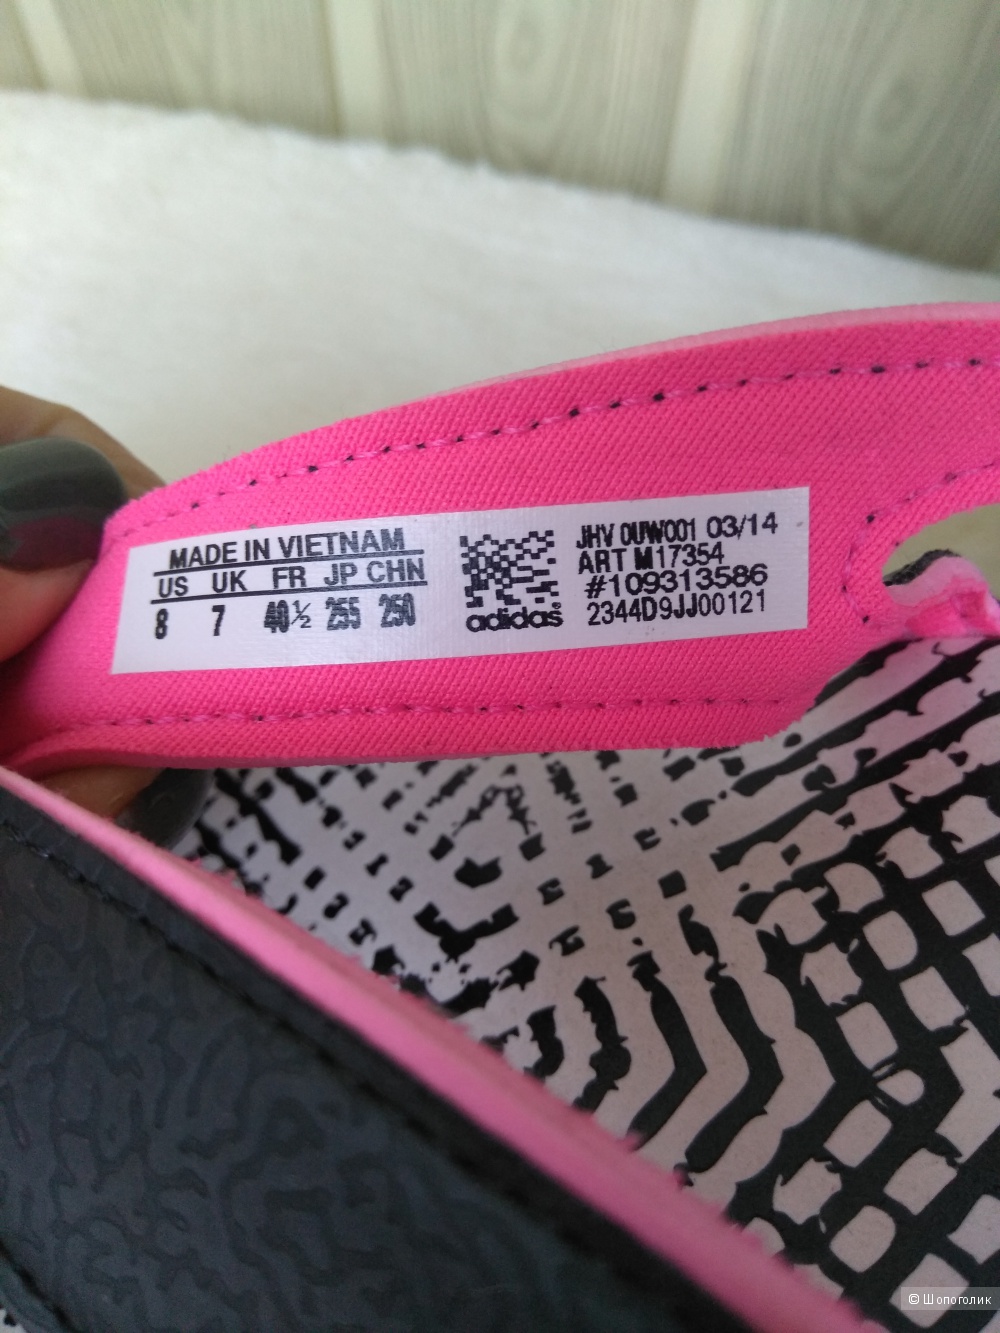 MADE IN VIETNAM
US UK FR JP CHN
8 7 40½ 255 250
adidas
JHV 0UW001 03/14
ART M17354
#109313586
2344D9JJ00121
© Шопоголик